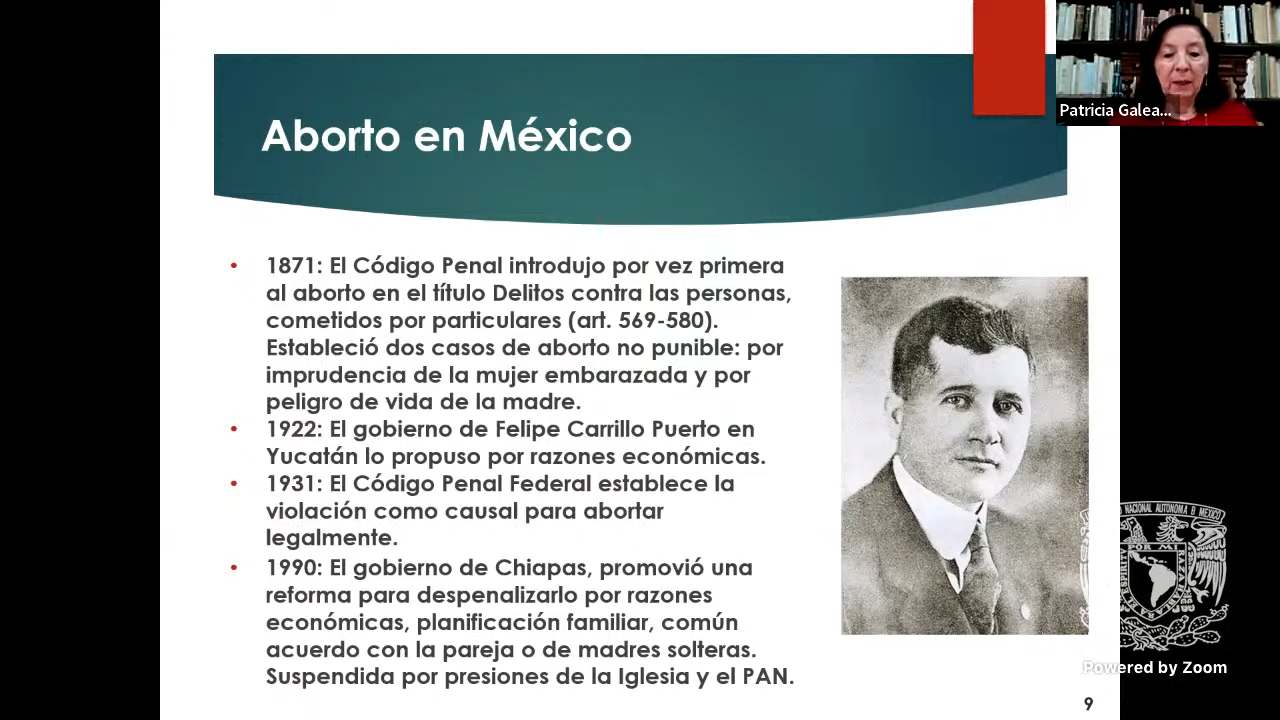 Patricia Galea...
Aborto en México
• 1871: El Código Penal introdujo por vez primera
al aborto en el título Delitos contra las personas,
cometidos por particulares (art. 569-580).
Estableció dos casos de aborto no punible: por
imprudencia de la mujer embarazada y por
peligro de vida de la madre.
• 1922: El gobierno de Felipe Carrillo Puerto en
Yucatán lo propuso por razones económicas.
• 1931: El Código Penal Federal establece la
violación como causal para abortar
legalmente.
• 1990: El gobierno de Chiapas, promovió una
reforma para despenalizarlo por razones
económicas, planificación familiar, común
acuerdo con la pareja o de madres solteras.
Suspendida por presiones de la Iglesia y el PAN.
NACIONAL AUTONOMA
POR MI
Powered by Zoom
9